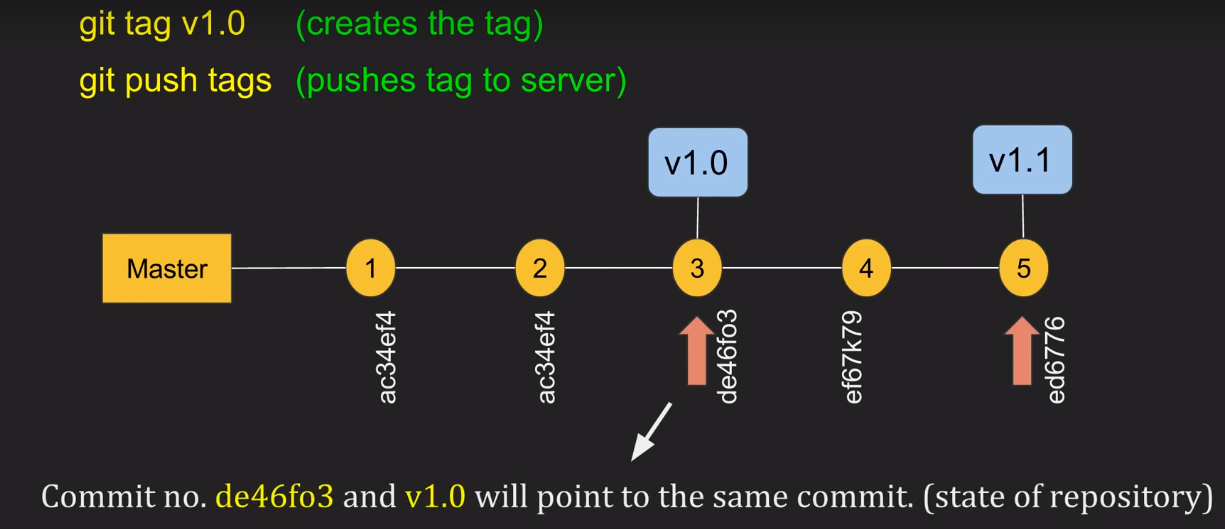 git tag v1.0 (creates the tag)
git push tags (pushes tag to server)
v1.0
v1.1
Master
1
2
3
4
5
ac34ef4
ac34ef4
de46fo3
ef67k79
ed6776
Commit no. de46fo3 and v1.0 will point to the same commit. (state of repository)